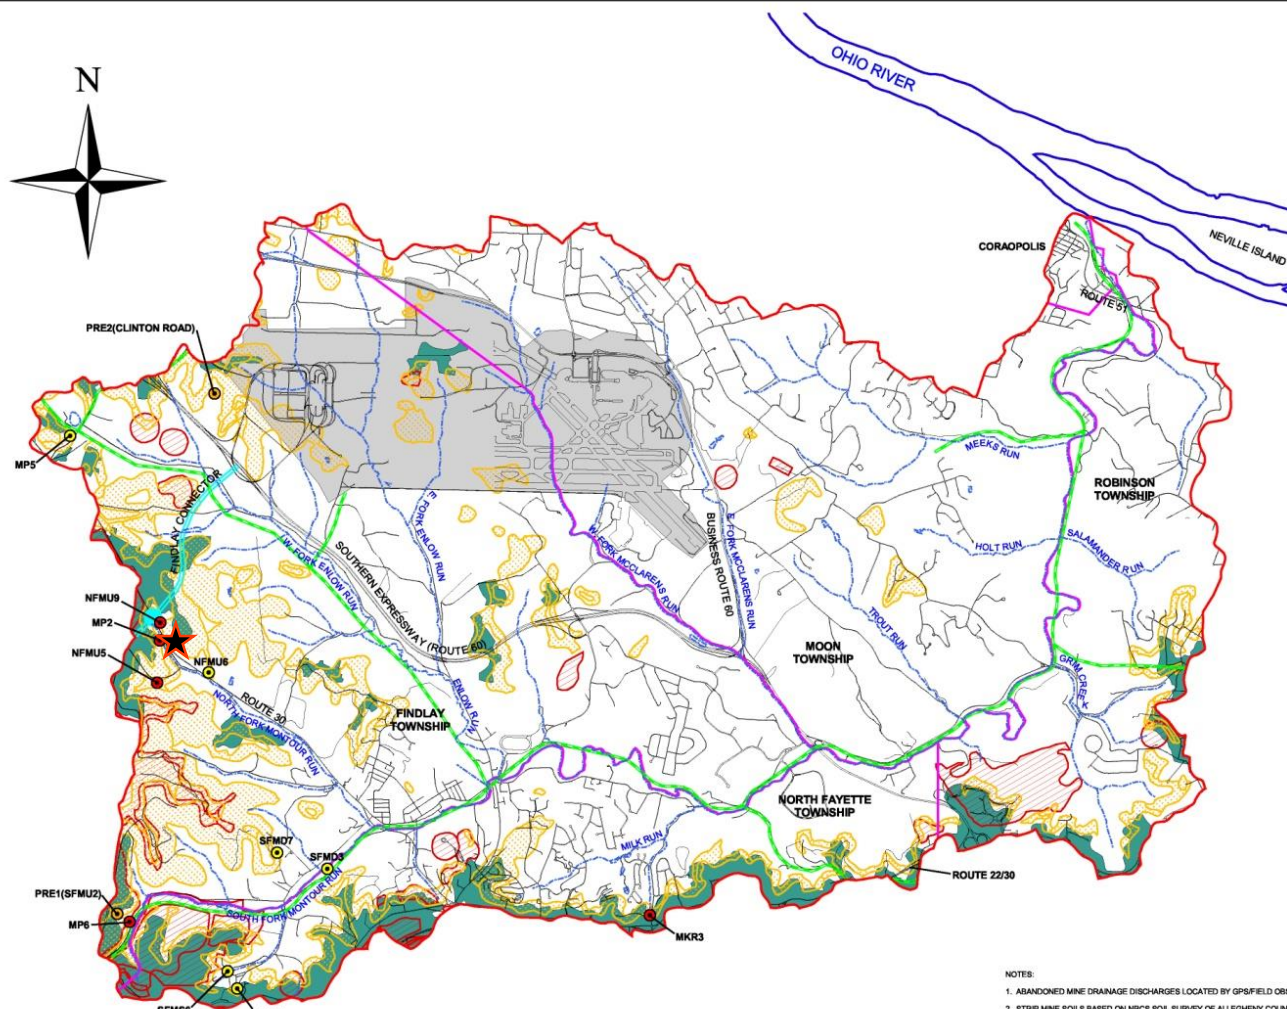 N
OHIO RIVER
NEVILLE ISLAND
CORAOPOLIS
ROUTE 51
PRE2(CLINTON ROAD)
MP5
MEEKS RUN
ROBINSON
TOWNSHIP
FINDLAY CONNECTOR
E. FORK ENLOW RUN
W. FORK ENLOW RUN
SOUTHERN EXPRESSWAY (ROUTE 60)
W. FORK MCCLARENS RUN
BUSINESS ROUTE 60
E. FORK MCCLARENS RUN
HOLT RUN
SALAMANDER RUN
NFMU9
MP2
NFMU5
NFMU6
TROUT RUN
MOON
TOWNSHIP
GRIM CREEK
ROUTE 30
NORTH FORK MONTOUR RUN
ENLOW RUN
FINDLAY
TOWNSHIP
NORTH FAYETTE
TOWNSHIP
MILK RUN
SFMD7
SFMD3
ROUTE 22/30
PRE1(SFMU2)
MP6
SOUTH FORK MONTOUR RUN
MKR3
NOTES:
1. ABANDONED MINE DRAINAGE DISCHARGES LOCATED BY GPS/FIELD OBS